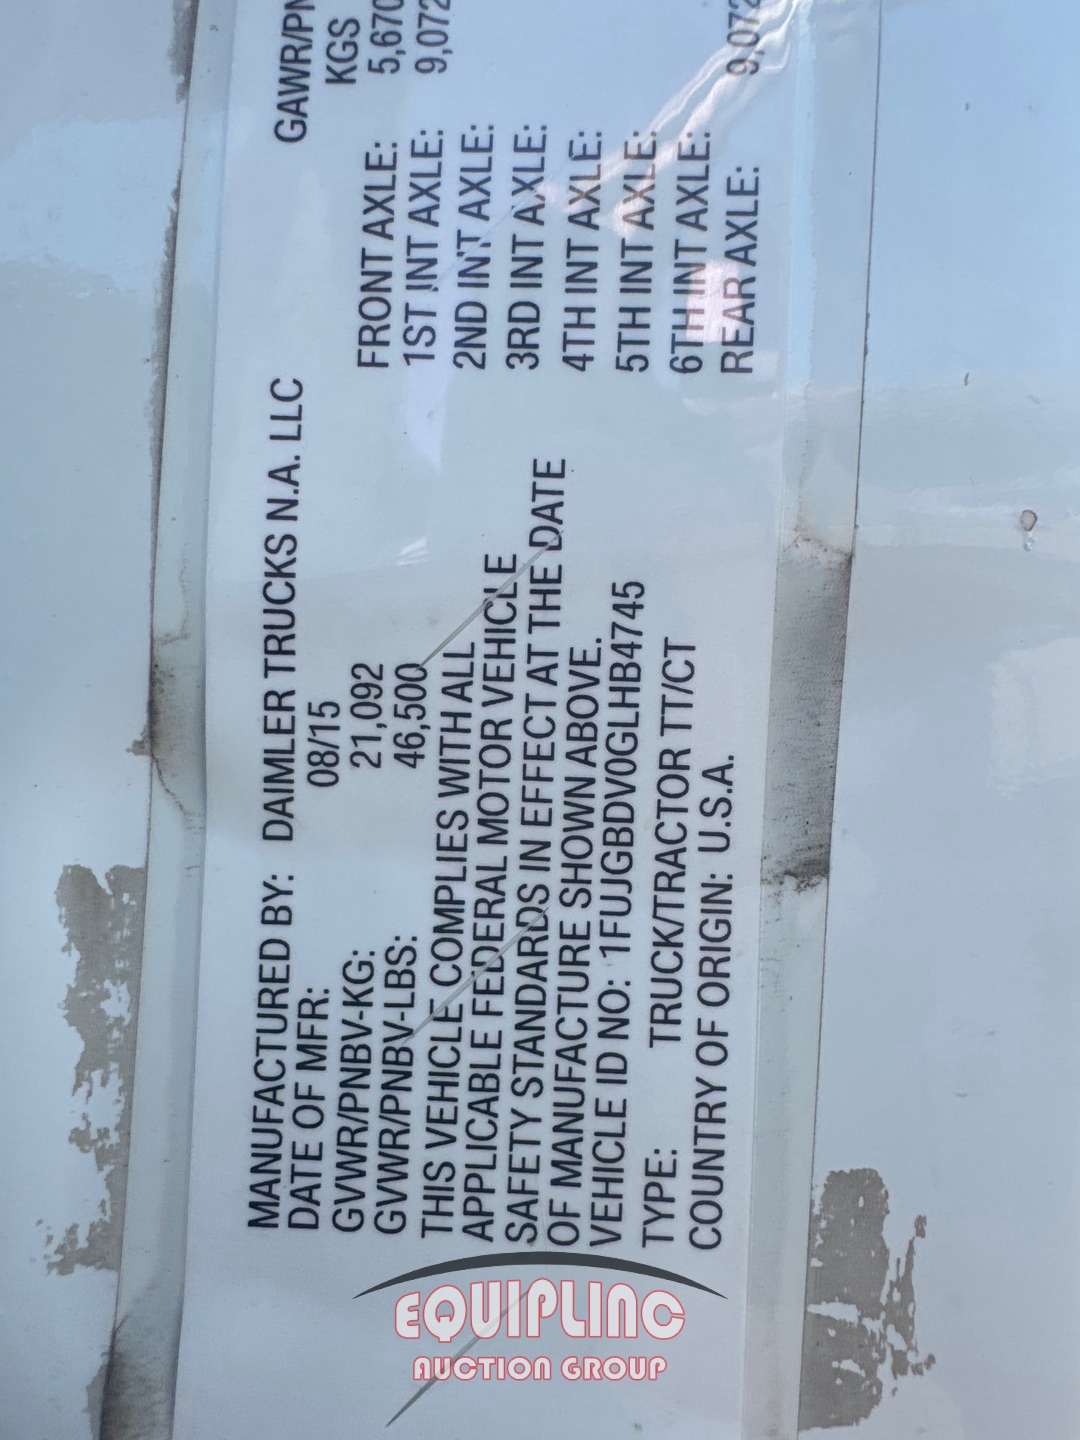 MANUFACTURED BY: DAIMLER TRUCKS N.A. LLC
DATE OF MFR: 08/15
GVWR/PNBV-KG: 21,092
GVWR/PNBV-LBS: 46,500
THIS VEHICLE COMPLIES WITH ALL
APPLICABLE FEDERAL MOTOR VEHICLE
SAFETY STANDARDS IN EFFECT AT THE DATE
OF MANUFACTURE SHOWN ABOVE.
VEHICLE ID NO: 1FUJGBDV0GLHB4745
TYPE: TRUCK/TRACTOR TT/CT
COUNTRY OF ORIGIN: U.S.A.
KGS
FRONT AXLE: 5,670
1ST INT AXLE: 9,072
2ND INT AXLE:
3RD INT AXLE:
4TH INT AXLE:
5TH INT AXLE:
6TH INT AXLE:
REAR AXLE: 9,072
EQUIPLINC
AUCTION GROUP